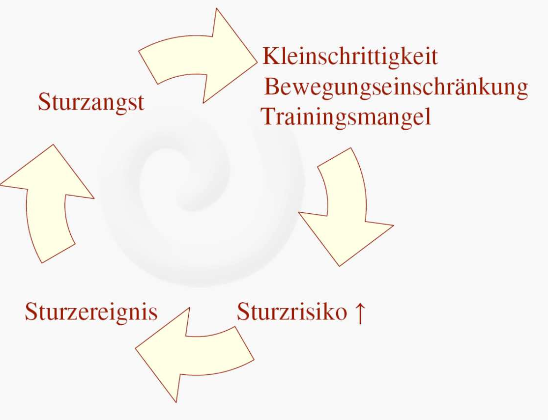 Kleinschrittigkeit
Bewegungseinschränkung
Trainingsmangel
Sturzangst
Sturzereignis
Sturzrisiko ↑